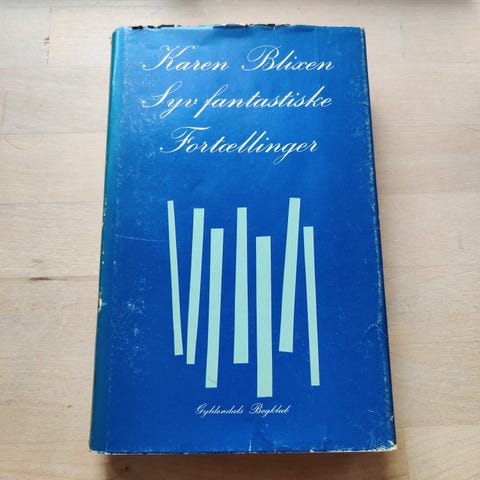 Karen Blixen
Syv fantastiske
Fortællinger
Gyldendals Bogklub